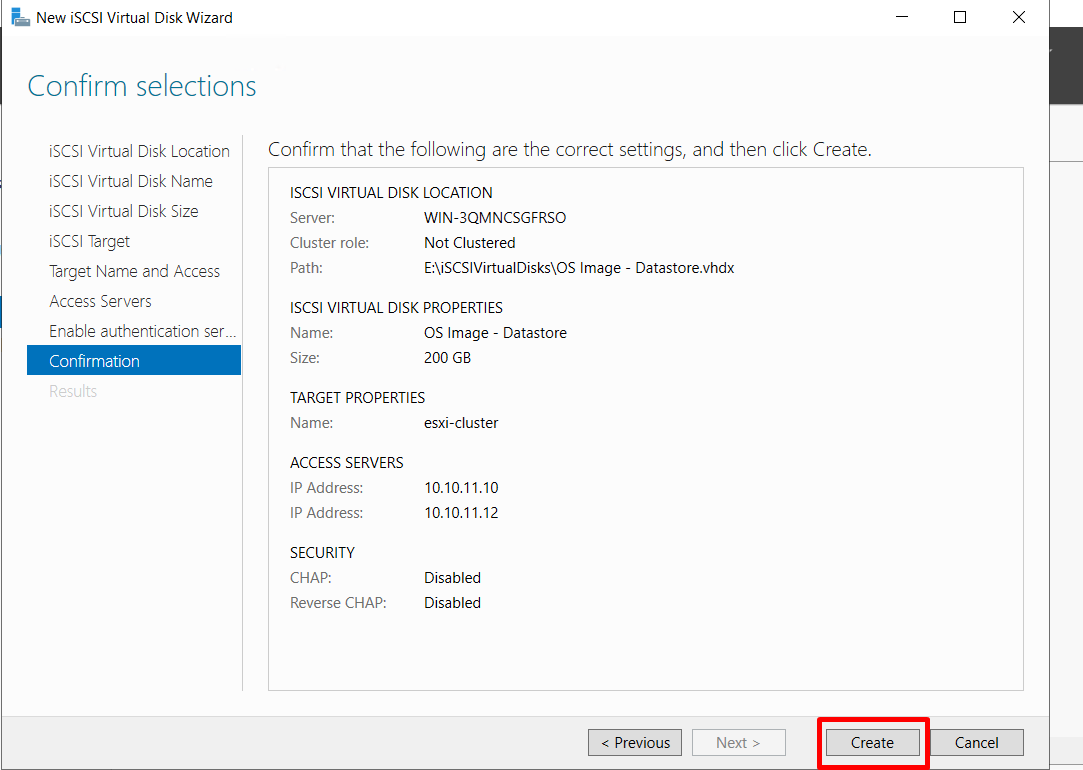 New iSCSI Virtual Disk Wizard
Confirm selections
iSCSI Virtual Disk Location
iSCSI Virtual Disk Name
iSCSI Virtual Disk Size
iSCSI Target
Target Name and Access
Access Servers
Enable authentication ser...
Confirmation
Results
Confirm that the following are the correct settings, and then click Create.
ISCSI VIRTUAL DISK LOCATION
Server: WIN-3QMNCSGFRSO
Cluster role: Not Clustered
Path: E:\iSCSIVirtualDisks\OS Image - Datastore.vhdx
ISCSI VIRTUAL DISK PROPERTIES
Name: OS Image - Datastore
Size: 200 GB
TARGET PROPERTIES
Name: esxi-cluster
ACCESS SERVERS
IP Address: 10.10.11.10
IP Address: 10.10.11.12
SECURITY
CHAP: Disabled
Reverse CHAP: Disabled
< Previous Next > Create Cancel